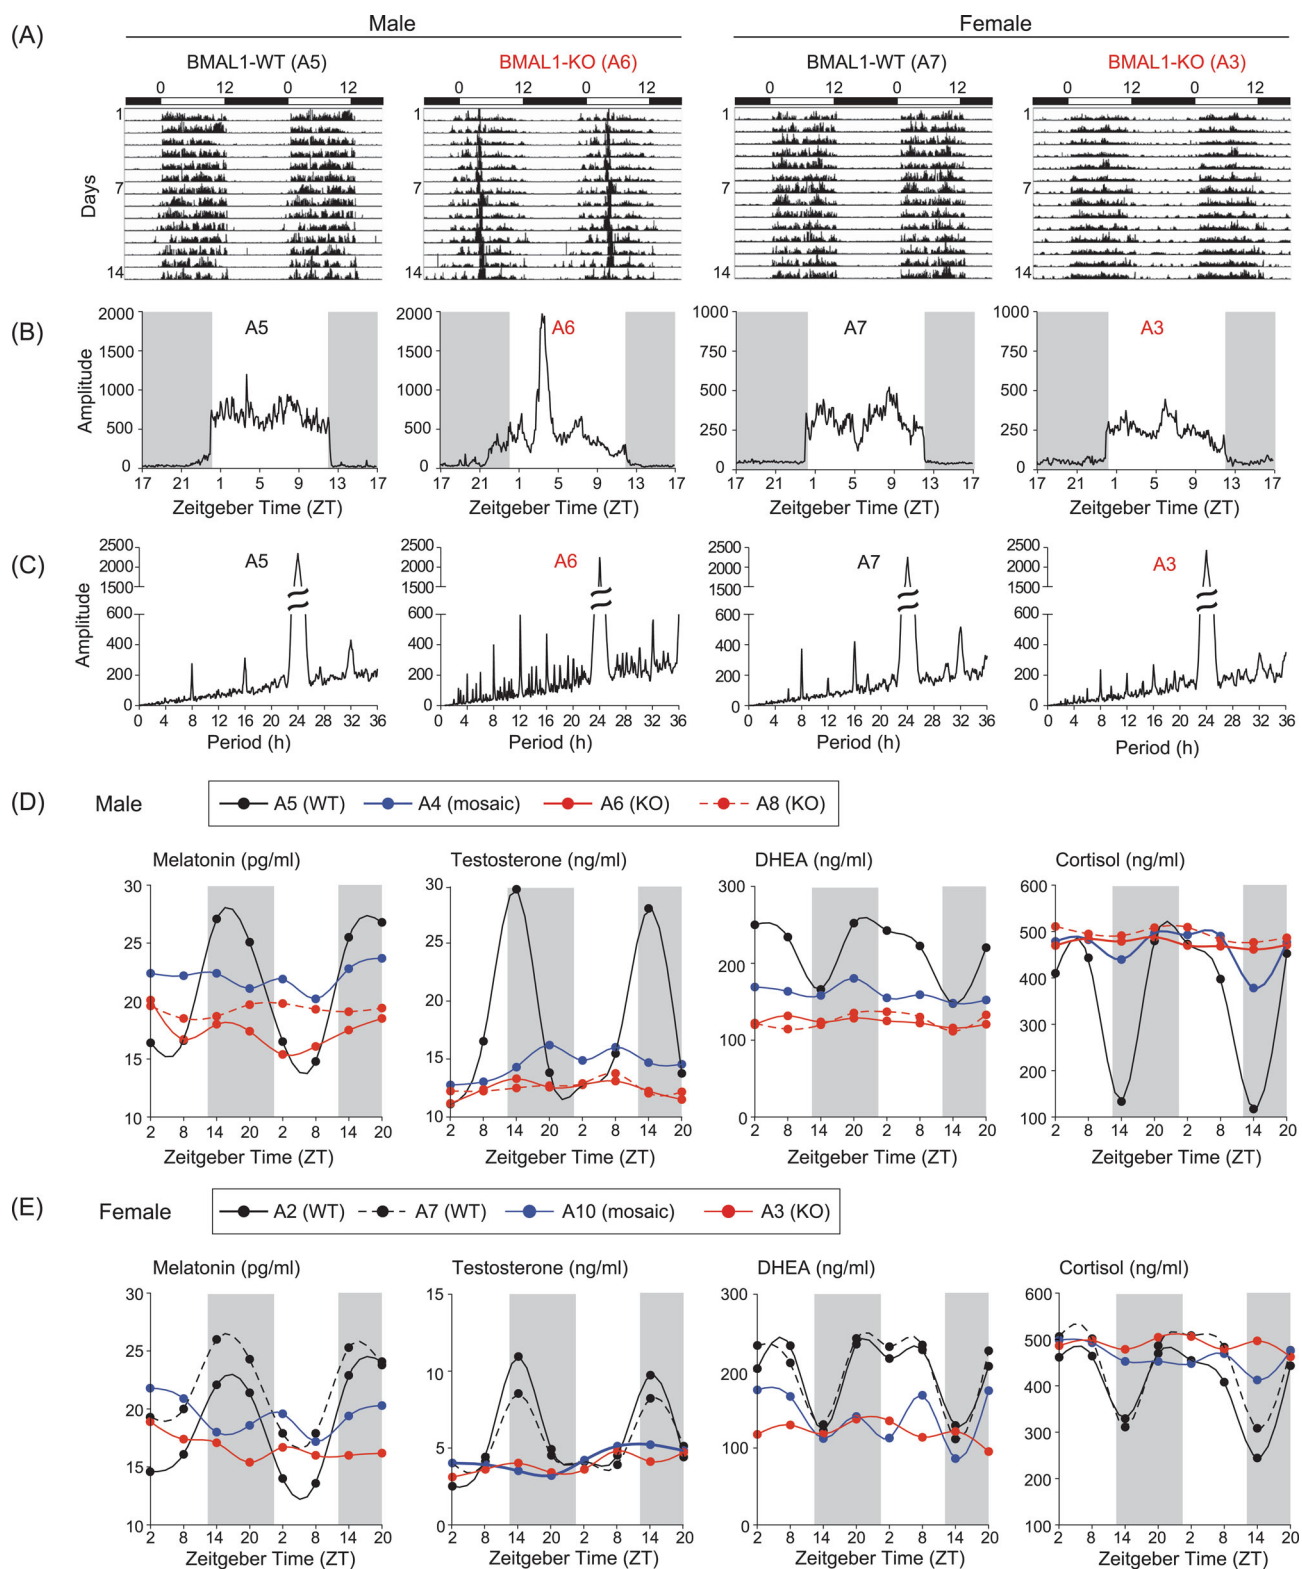 (A)
Male
Female
BMAL1-WT (A5)
BMAL1-KO (A6)
BMAL1-WT (A7)
BMAL1-KO (A3)
0 12 0 12
0 12 0 12
0 12 0 12
0 12 0 12
Days
1
7
14
1
7
14
1
7
14
1
7
14
(B)
Amplitude
2000
1500
1000
500
0
A5
17 21 1 5 9 13 17
Zeitgeber Time (ZT)
2000
1500
1000
500
0
A6
17 21 1 5 9 13 17
Zeitgeber Time (ZT)
1000
750
500
250
0
A7
17 21 1 5 9 13 17
Zeitgeber Time (ZT)
1000
750
500
250
0
A3
17 21 1 5 9 13 17
Zeitgeber Time (ZT)
(C)
Amplitude
2500
2000
1500
600
400
200
0
A5
0 4 8 12 16 20 24 28 32 36
Period (h)
2500
2000
1500
600
400
200
0
A6
0 4 8 12 16 20 24 28 32 36
Period (h)
2500
2000
1500
600
400
200
0
A7
0 4 8 12 16 20 24 28 32 36
Period (h)
2500
2000
1500
600
400
200
0
A3
0 4 8 12 16 20 24 28 32 36
Period (h)
(D)
Male
A5 (WT) A4 (mosaic) A6 (KO) A8 (KO)
Melatonin (pg/ml)
30
25
20
15
10
2 8 14 20 2 8 14 20
Zeitgeber Time (ZT)
Testosterone (ng/ml)
30
25
20
15
10
2 8 14 20 2 8 14 20
Zeitgeber Time (ZT)
DHEA (ng/ml)
300
200
100
0
2 8 14 20 2 8 14 20
Zeitgeber Time (ZT)
Cortisol (ng/ml)
600
500
400
300
200
100
2 8 14 20 2 8 14 20
Zeitgeber Time (ZT)
(E)
Female
A2 (WT) A7 (WT) A10 (mosaic) A3 (KO)
Melatonin (pg/ml)
30
25
20
15
10
2 8 14 20 2 8 14 20
Zeitgeber Time (ZT)
Testosterone (ng/ml)
15
10
5
0
2 8 14 20 2 8 14 20
Zeitgeber Time (ZT)
DHEA (ng/ml)
300
200
100
0
2 8 14 20 2 8 14 20
Zeitgeber Time (ZT)
Cortisol (ng/ml)
600
500
400
300
200
100
2 8 14 20 2 8 14 20
Zeitgeber Time (ZT)